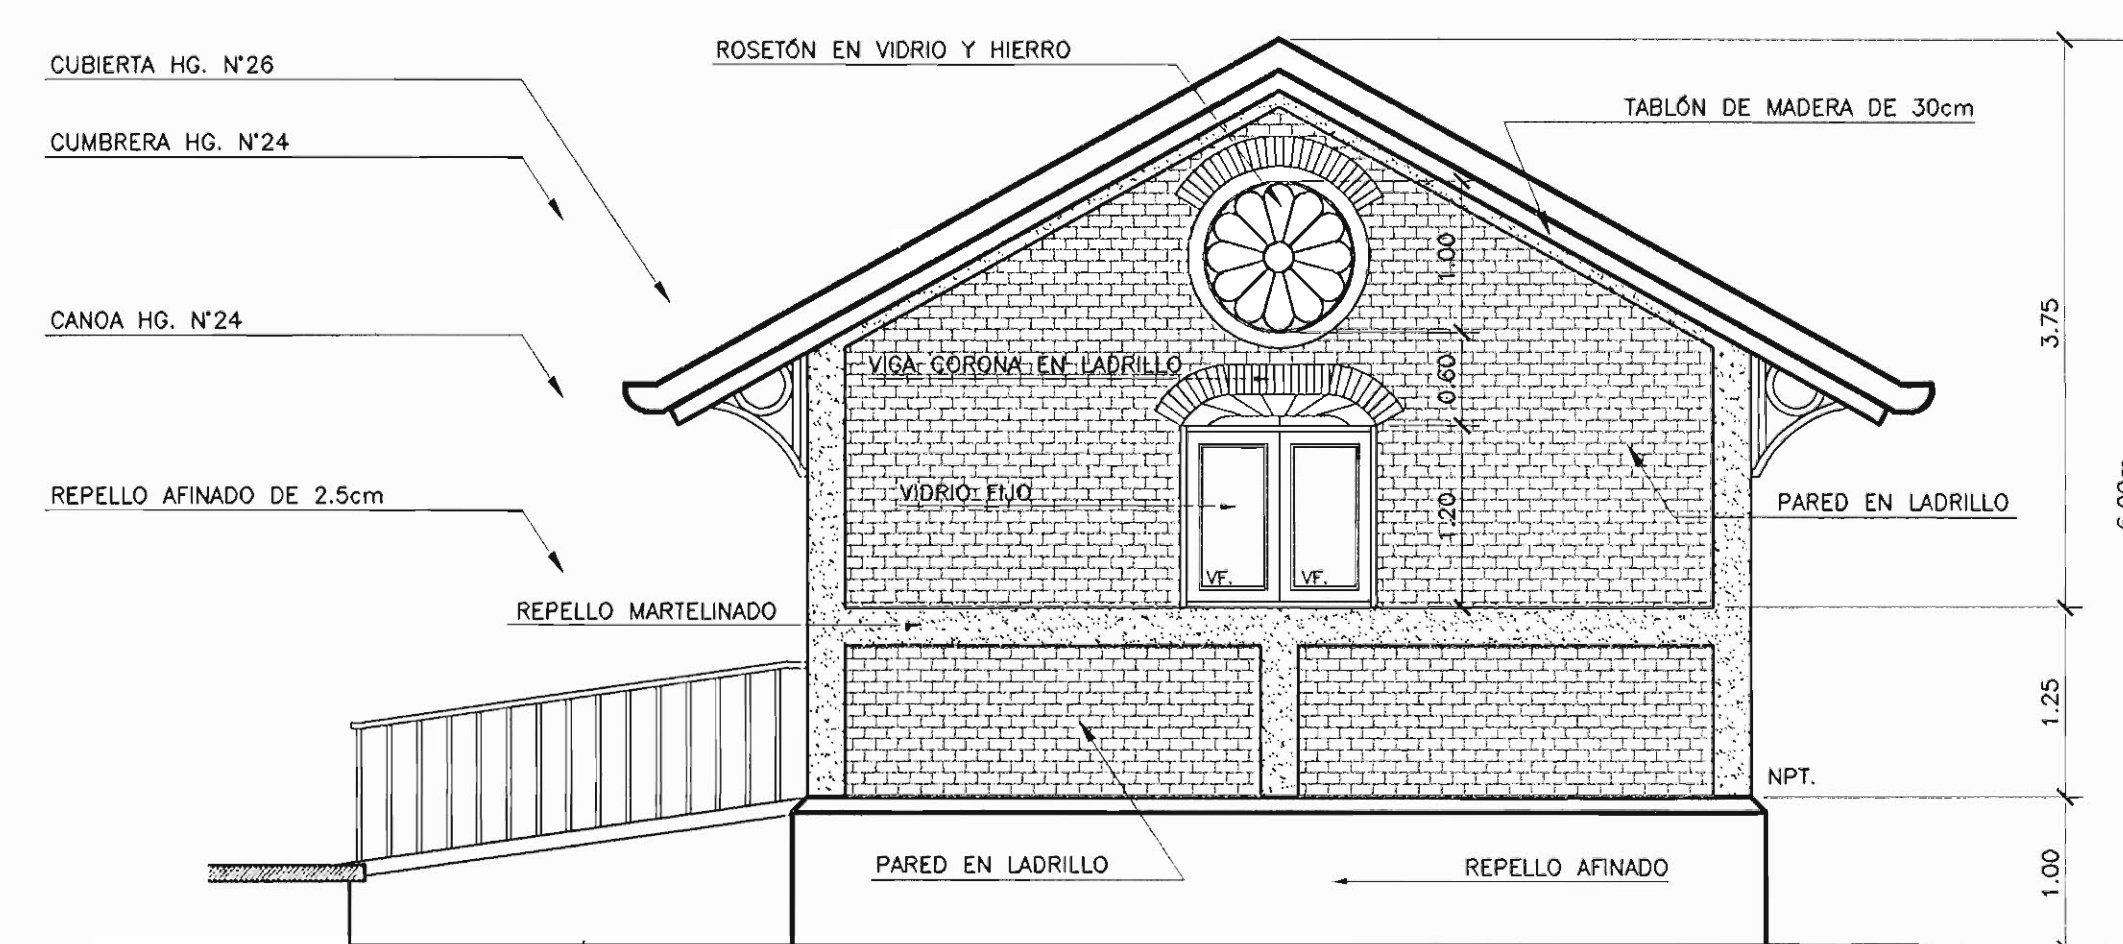 ROSETÓN EN VIDRIO Y HIERRO
CUBIERTA HG. N°26
TABLÓN DE MADERA DE 30cm
CUMBRERA HG. N°24
1.00
CANOA HG. N°24
3.75
VIGA CORONA EN LADRILLO
0.60
REPELLO AFINADO DE 2.5cm
VIDRIO FIJO
1.20
PARED EN LADRILLO
VF.
VF.
REPELLO MARTELINADO
1.25
NPT.
PARED EN LADRILLO
REPELLO AFINADO
1.00